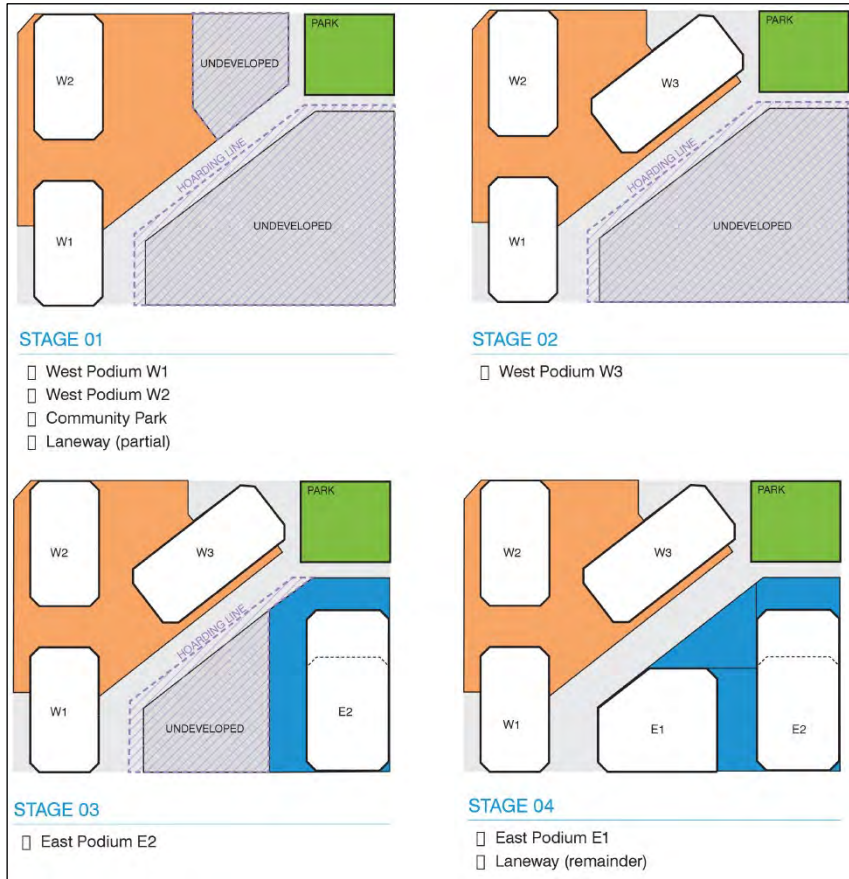 UNDEVELOPED
PARK
W2
HOARDING LINE
W1
UNDEVELOPED
STAGE 01
▯ West Podium W1
▯ West Podium W2
▯ Community Park
▯ Laneway (partial)
PARK
W2
W3
HOARDING LINE
W1
UNDEVELOPED
STAGE 02
▯ West Podium W3
PARK
W2
W3
HOARDING LINE
W1
UNDEVELOPED
E2
STAGE 03
▯ East Podium E2
PARK
W2
W3
W1
E1
E2
STAGE 04
▯ East Podium E1
▯ Laneway (remainder)